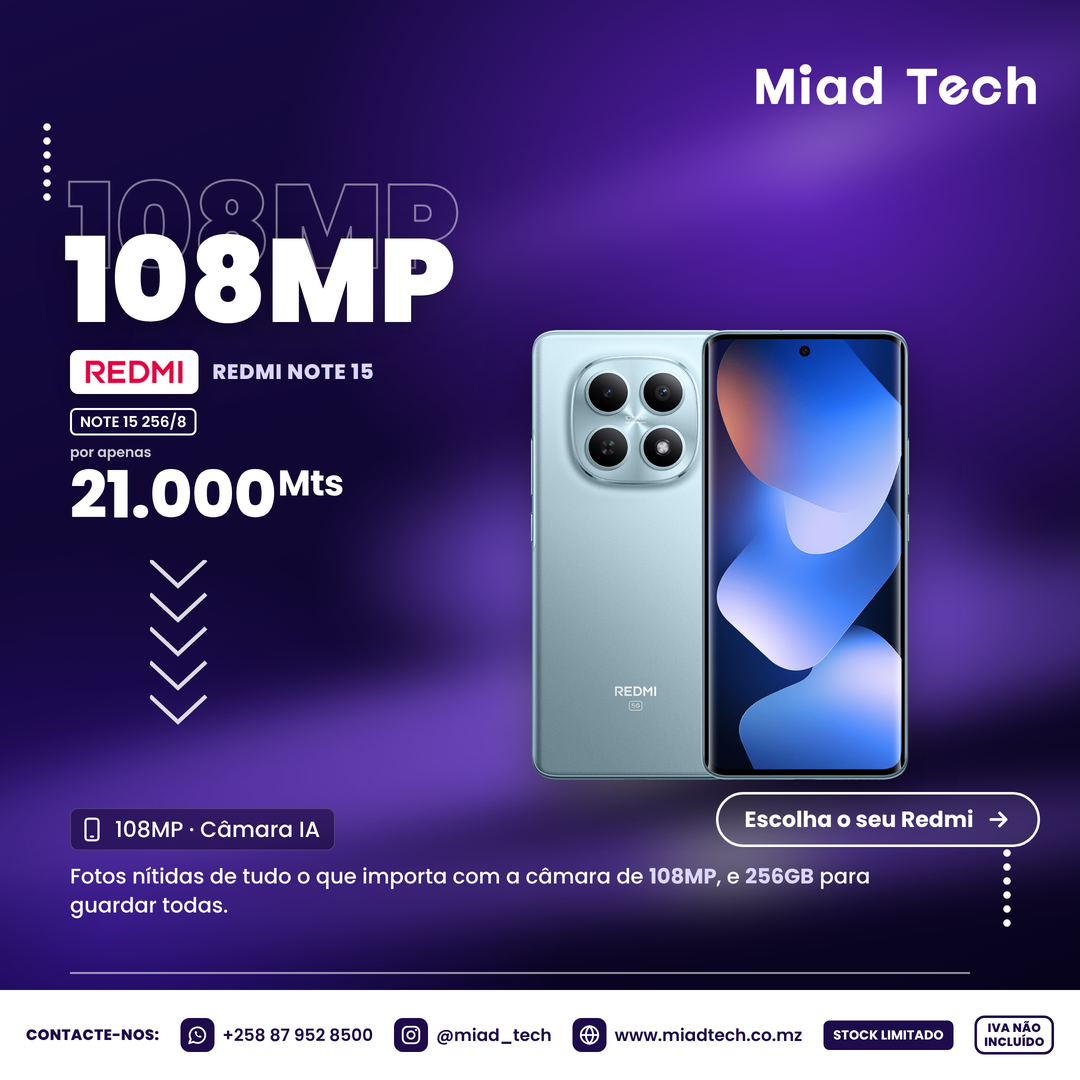 Miad Tech
108MP
108MP
REDMI REDMI NOTE 15
NOTE 15 256/8
por apenas
21.000Mts
REDMI
5G
108MP · Câmara IA
Escolha o seu Redmi →
Fotos nítidas de tudo o que importa com a câmara de 108MP, e 256GB para
guardar todas.
CONTACTE-NOS: +258 87 952 8500 @miad_tech www.miadtech.co.mz STOCK LIMITADO
IVA NÃO
INCLUÍDO